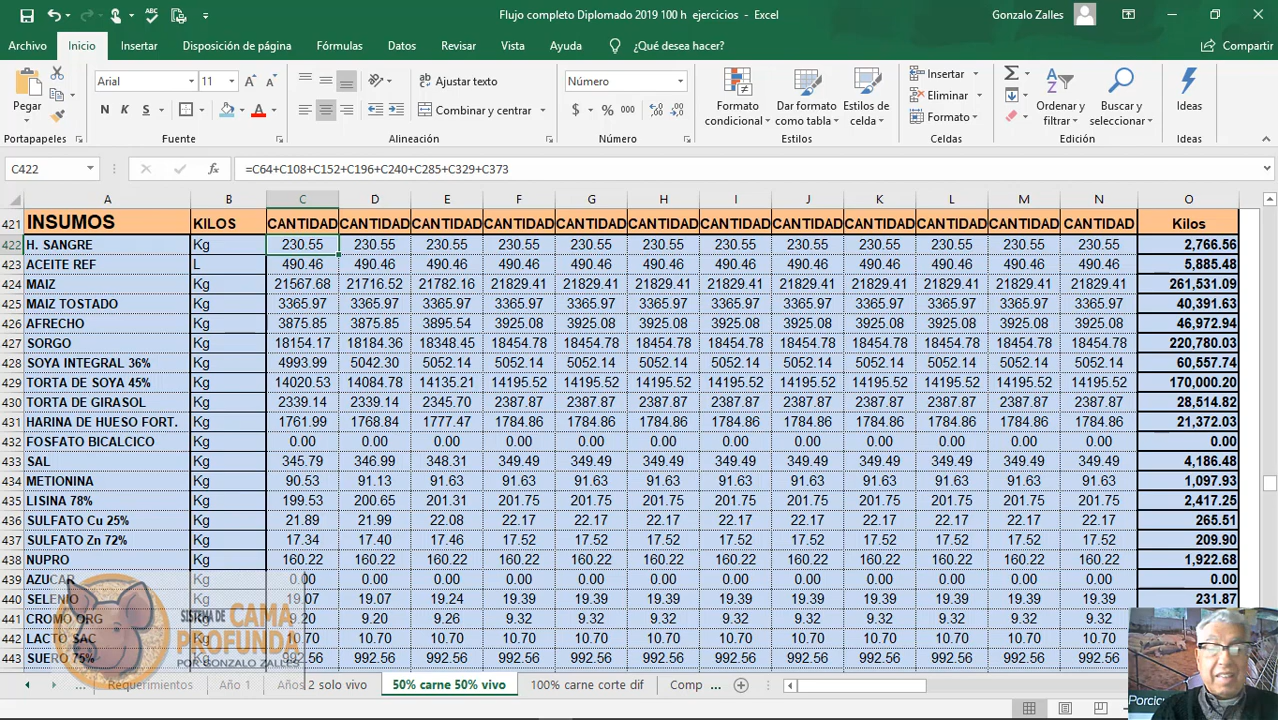 Flujo completo Diplomado 2019 100 h ejercicios - Excel
Gonzalo Zalles
Archivo Inicio Insertar Disposición de página Fórmulas Datos Revisar Vista Ayuda ¿Qué desea hacer? Compartir
Pegar
Arial 11
Ajustar texto
Número
Insertar
N K S
Combinar y centrar
$ % 000
Formato condicional
Dar formato como tabla
Estilos de celda
Eliminar
Formato
Ordenar y filtrar
Buscar y seleccionar
Ideas
Portapapeles Fuente Alineación Número Estilos Celdas Edición Ideas
C422 fx =C64+C108+C152+C196+C240+C285+C329+C373
A B C D E F G H I J K L M N O
421 INSUMOS KILOS CANTIDAD CANTIDAD CANTIDAD CANTIDAD CANTIDAD CANTIDAD CANTIDAD CANTIDAD CANTIDAD CANTIDAD CANTIDAD CANTIDAD Kilos
422 H. SANGRE Kg 230.55 230.55 230.55 230.55 230.55 230.55 230.55 230.55 230.55 230.55 230.55 230.55 2,766.56
423 ACEITE REF L 490.46 490.46 490.46 490.46 490.46 490.46 490.46 490.46 490.46 490.46 490.46 490.46 5,885.48
424 MAIZ Kg 21567.68 21716.52 21782.16 21829.41 21829.41 21829.41 21829.41 21829.41 21829.41 21829.41 21829.41 21829.41 261,531.09
425 MAIZ TOSTADO Kg 3365.97 3365.97 3365.97 3365.97 3365.97 3365.97 3365.97 3365.97 3365.97 3365.97 3365.97 3365.97 40,391.63
426 AFRECHO Kg 3875.85 3875.85 3895.54 3925.08 3925.08 3925.08 3925.08 3925.08 3925.08 3925.08 3925.08 3925.08 46,972.94
427 SORGO Kg 18154.17 18184.36 18348.45 18454.78 18454.78 18454.78 18454.78 18454.78 18454.78 18454.78 18454.78 18454.78 220,780.03
428 SOYA INTEGRAL 36% Kg 4993.99 5042.30 5052.14 5052.14 5052.14 5052.14 5052.14 5052.14 5052.14 5052.14 5052.14 5052.14 60,557.74
429 TORTA DE SOYA 45% Kg 14020.53 14084.78 14135.21 14195.52 14195.52 14195.52 14195.52 14195.52 14195.52 14195.52 14195.52 14195.52 170,000.20
430 TORTA DE GIRASOL Kg 2339.14 2339.14 2345.70 2387.87 2387.87 2387.87 2387.87 2387.87 2387.87 2387.87 2387.87 2387.87 28,514.82
431 HARINA DE HUESO FORT. Kg 1761.99 1768.84 1777.47 1784.86 1784.86 1784.86 1784.86 1784.86 1784.86 1784.86 1784.86 1784.86 21,372.03
432 FOSFATO BICALCICO Kg 0.00 0.00 0.00 0.00 0.00 0.00 0.00 0.00 0.00 0.00 0.00 0.00 0.00
433 SAL Kg 345.79 346.99 348.31 349.49 349.49 349.49 349.49 349.49 349.49 349.49 349.49 349.49 4,186.48
434 METIONINA Kg 90.53 91.13 91.63 91.63 91.63 91.63 91.63 91.63 91.63 91.63 91.63 91.63 1,097.93
435 LISINA 78% Kg 199.53 200.65 201.31 201.75 201.75 201.75 201.75 201.75 201.75 201.75 201.75 201.75 2,417.25
436 SULFATO Cu 25% Kg 21.89 21.99 22.08 22.17 22.17 22.17 22.17 22.17 22.17 22.17 22.17 22.17 265.51
437 SULFATO Zn 72% Kg 17.34 17.40 17.46 17.52 17.52 17.52 17.52 17.52 17.52 17.52 17.52 17.52 209.90
438 NUPRO Kg 160.22 160.22 160.22 160.22 160.22 160.22 160.22 160.22 160.22 160.22 160.22 160.22 1,922.68
439 AZUCAR Kg 0.00 0.00 0.00 0.00 0.00 0.00 0.00 0.00 0.00 0.00 0.00 0.00 0.00
440 SELENIO Kg 19.07 19.07 19.24 19.39 19.39 19.39 19.39 19.39 19.39 19.39 19.39 19.39 231.87
441 CROMO ORG Kg 9.20 9.20 9.26 9.32 9.32 9.32 9.32 9.32 9.32 9.32 9.32 9.32
442 LACTO SAC Kg 10.70 10.70 10.70 10.70 10.70 10.70 10.70 10.70 10.70 10.70 10.70 10.70
443 SUERO 75% Kg 992.56 992.56 992.56 992.56 992.56 992.56 992.56 992.56 992.56 992.56 992.56 992.56
SISTEMA DE CAMA
PROFUNDA
POR GONZALO ZALLES
Porcic
... Requerimientos Año 1 Años 2 solo vivo 50% carne 50% vivo 100% carne corte dif Comp ...